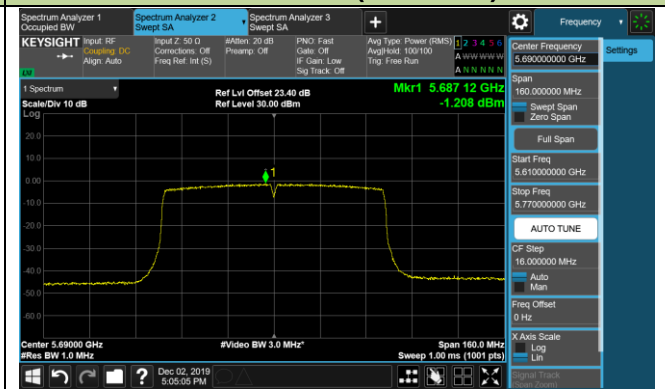 Spectrum Analyzer 1
Occupied BW
Spectrum Analyzer 2
Swept SA
Spectrum Analyzer 3
Swept SA
+
Frequency
KEYSIGHT
Input: RF
Coupling: DC
Align: Auto
Input Z: 50 Ω
Corrections: Off
Freq Ref: Int (S)
#Atten: 20 dB
Preamp: Off
PNO: Fast
Gate: Off
IF Gain: Low
Sig Track: Off
Avg Type: Power (RMS)
Avg|Hold: 100/100
Trig: Free Run
1 2 3 4 5 6
A W W W W W
A N N N N N
1 Spectrum
Scale/Div 10 dB
Log
Ref Lvl Offset 23.40 dB
Ref Level 30.00 dBm
Mkr1 5.687 12 GHz
-1.208 dBm
20.0
10.0
0.00
-10.0
-20.0
-30.0
-40.0
-50.0
-60.0
1
Center 5.69000 GHz
#Res BW 1.0 MHz
#Video BW 3.0 MHz*
Span 160.0 MHz
Sweep 1.00 ms (1001 pts)
Center Frequency
5.690000000 GHz
Settings
Span
160.000000 MHz
Swept Span
Zero Span
Full Span
Start Freq
5.610000000 GHz
Stop Freq
5.770000000 GHz
AUTO TUNE
CF Step
16.000000 MHz
Auto
Man
Freq Offset
0 Hz
X Axis Scale
Log
Lin
Signal Track
(Span Zoom)
?
Dec 02, 2019
5:05:05 PM